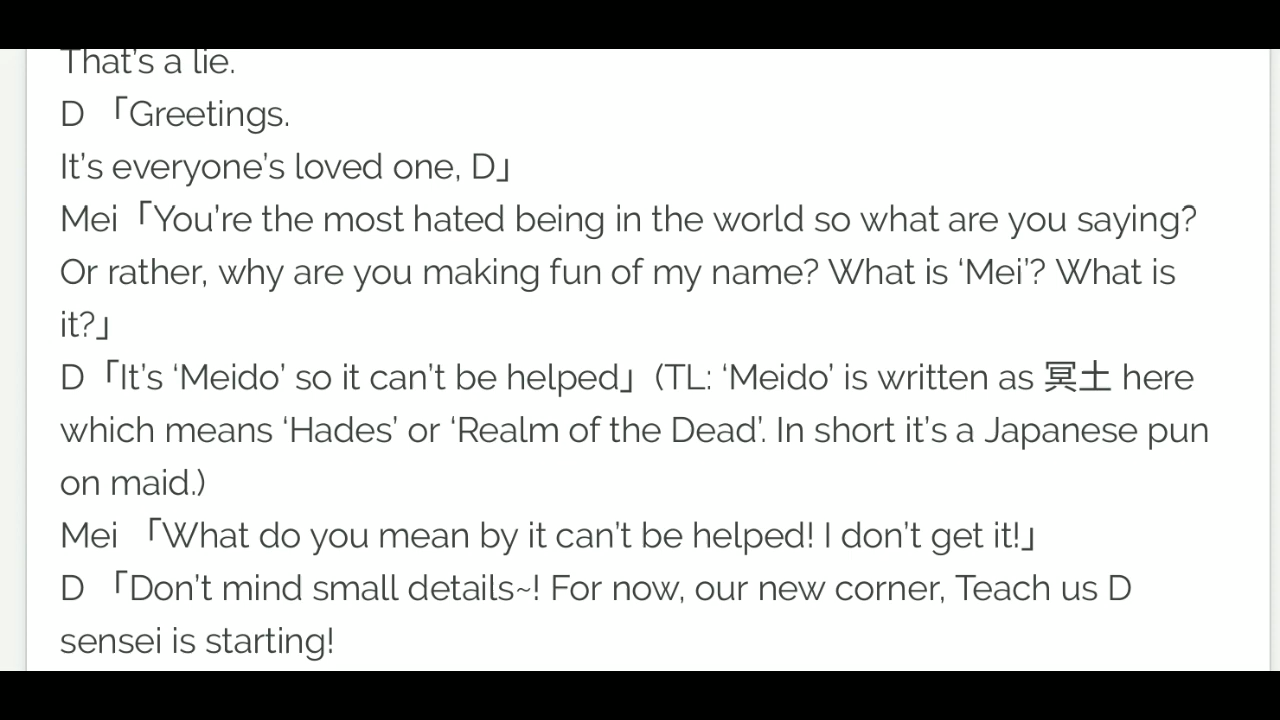 That’s a lie.
D 「Greetings.
It’s everyone’s loved one, D」
Mei「You’re the most hated being in the world so what are you saying?
Or rather, why are you making fun of my name? What is ‘Mei’? What is
it?」
D「It’s ‘Meido’ so it can’t be helped」(TL: ‘Meido’ is written as 冥土 here
which means ‘Hades’ or ‘Realm of the Dead’. In short it’s a Japanese pun
on maid.)
Mei 「What do you mean by it can’t be helped! I don’t get it!」
D 「Don’t mind small details~! For now, our new corner, Teach us D
sensei is starting!